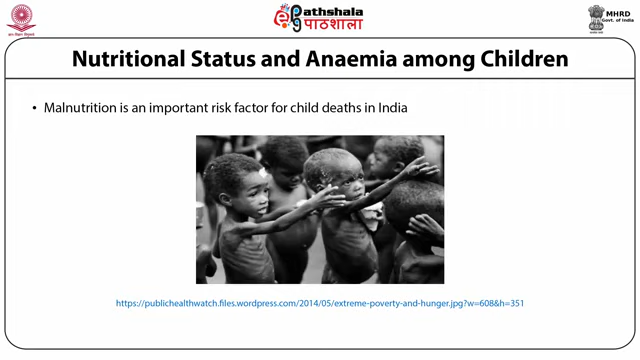 ePathshala
पाठशाला
MHRD
Govt. of India
Nutritional Status and Anaemia among Children
• Malnutrition is an important risk factor for child deaths in India
https://publichealthwatch.files.wordpress.com/2014/05/extreme-poverty-and-hunger.jpg?w=608&h=351